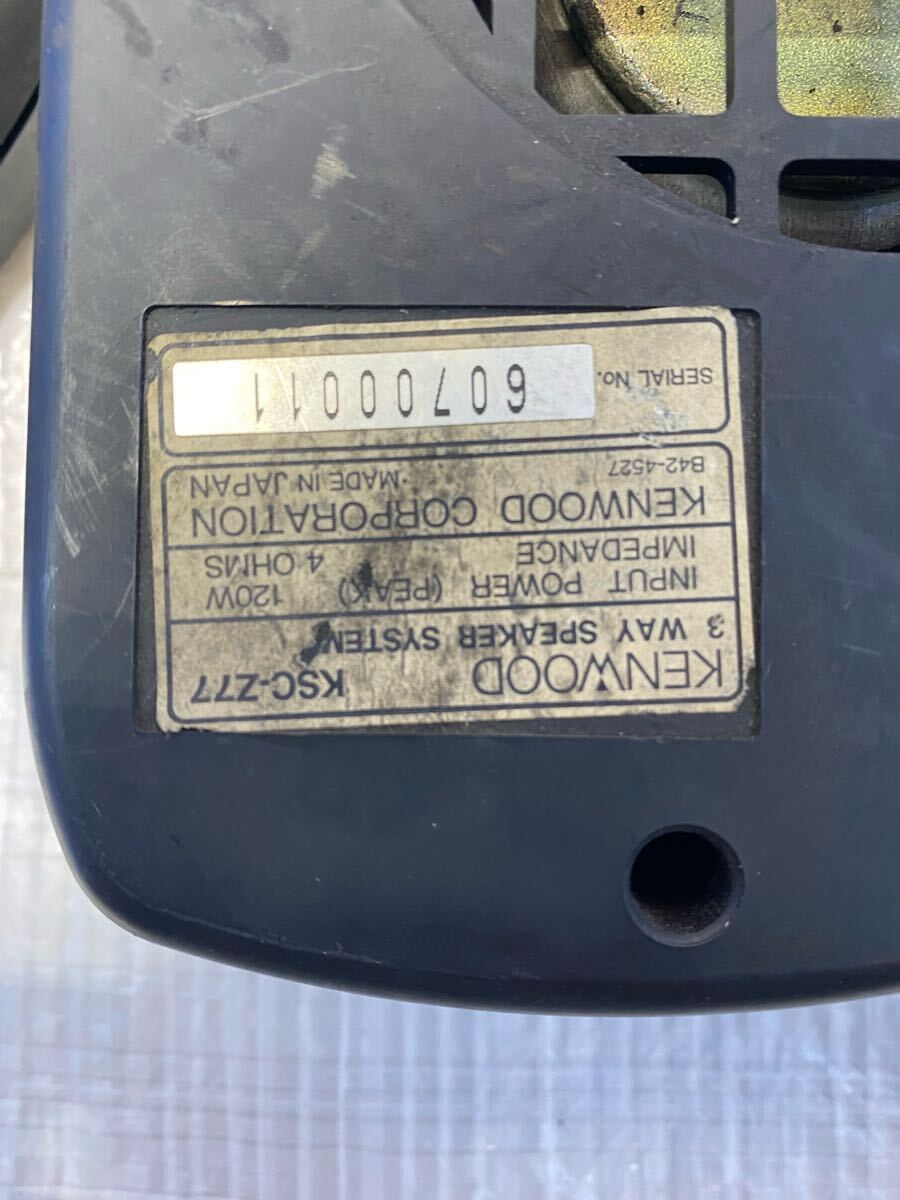 KENWOOD KSC-Z77
3 WAY SPEAKER SYSTEM
INPUT POWER (PEAK) 120W
IMPEDANCE 4 OHMS
KENWOOD CORPORATION
B42-4527 MADE IN JAPAN
SERIAL No. 60700011